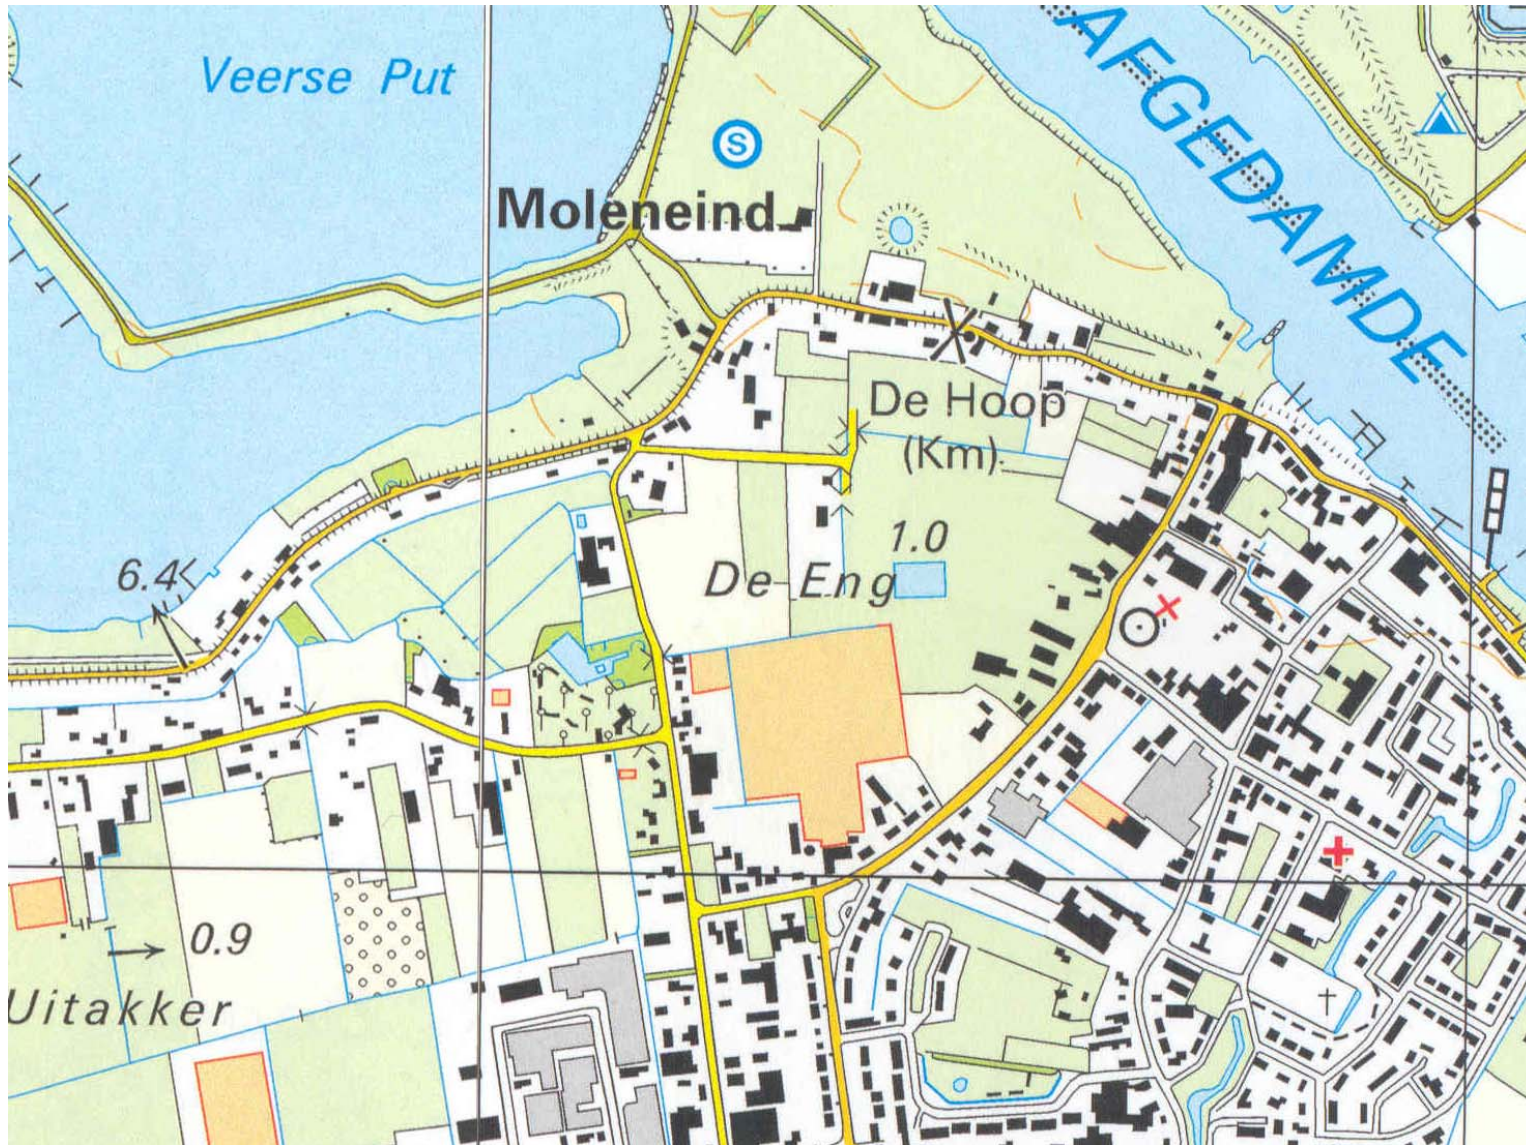 Veerse Put
AFGEDAMDE
S
Moleneind
De Hoop
(Km)
1.0
De Eng
6.4
0.9
Uitakker